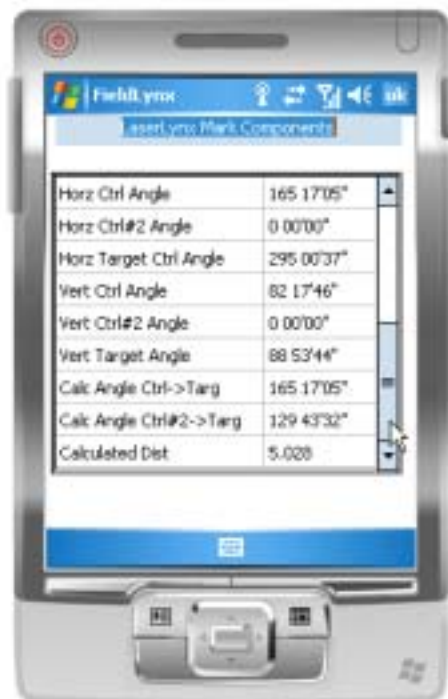 FieldLynx ok
LaserLynx Mark Components
Horz Ctrl Angle 165 17'05"
Horz Ctrl#2 Angle 0 00'00"
Horz Target Ctrl Angle 295 00'37"
Vert Ctrl Angle 82 17'46"
Vert Ctrl#2 Angle 0 00'00"
Vert Target Angle 88 53'44"
Calc Angle Ctrl->Targ 165 17'05"
Calc Angle Ctrl#2->Targ 129 43'32"
Calculated Dist 5.028